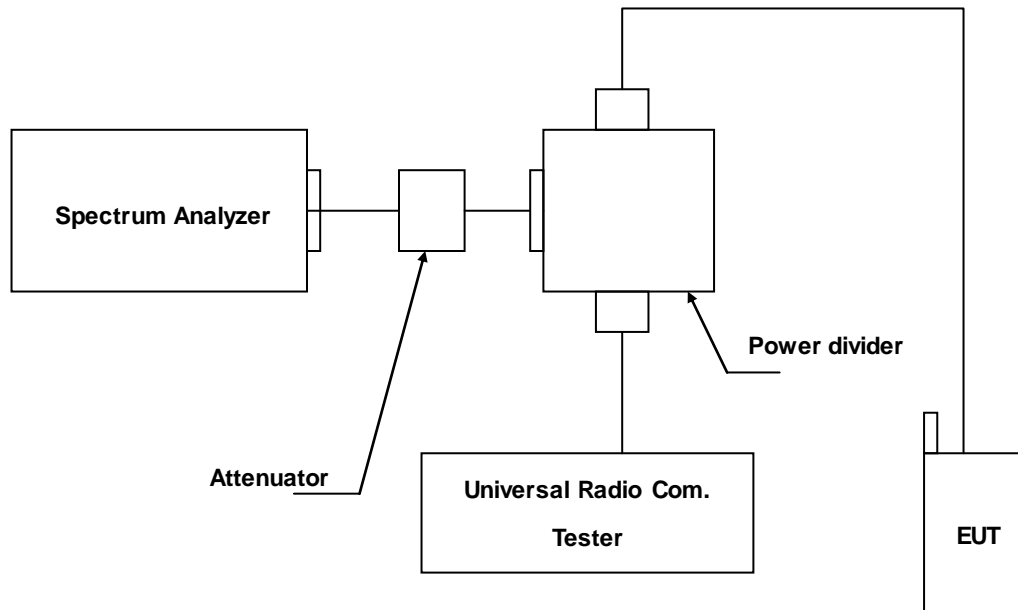 Spectrum Analyzer
Power divider
Attenuator
Universal Radio Com.
Tester
EUT